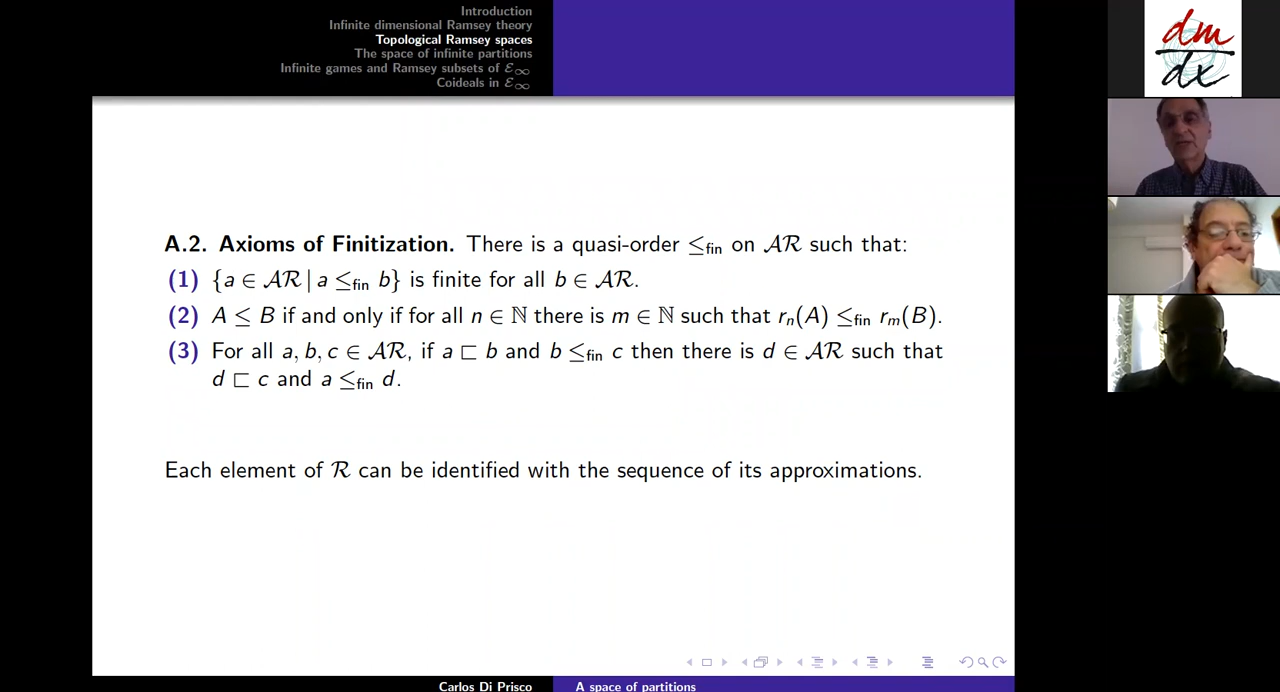 Introduction
Infinite dimensional Ramsey theory
Topological Ramsey spaces
The space of infinite partitions
Infinite games and Ramsey subsets of ℰ∞
Coideals in ℰ∞
dm
dx
A.2. Axioms of Finitization. There is a quasi-order ≤fin on 𝒜ℛ such that:
(1) {a ∈ 𝒜ℛ | a ≤fin b} is finite for all b ∈ 𝒜ℛ.
(2) A ≤ B if and only if for all n ∈ ℕ there is m ∈ ℕ such that rn(A) ≤fin rm(B).
(3) For all a, b, c ∈ 𝒜ℛ, if a ⊏ b and b ≤fin c then there is d ∈ 𝒜ℛ such that
d ⊏ c and a ≤fin d.
Each element of ℛ can be identified with the sequence of its approximations.
Carlos Di Prisco A space of partitions